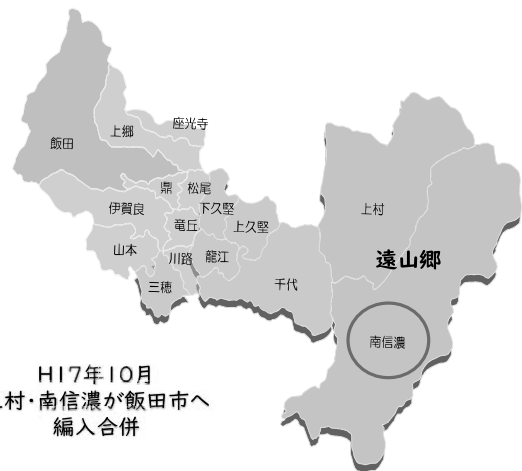 座光寺
上郷
飯田
鼎
松尾
伊賀良
下久堅
上久堅
竜丘
上村
山本
川路
龍江
遠山郷
三穂
千代
南信濃
H17年10月
村・南信濃が飯田市へ
編入合併